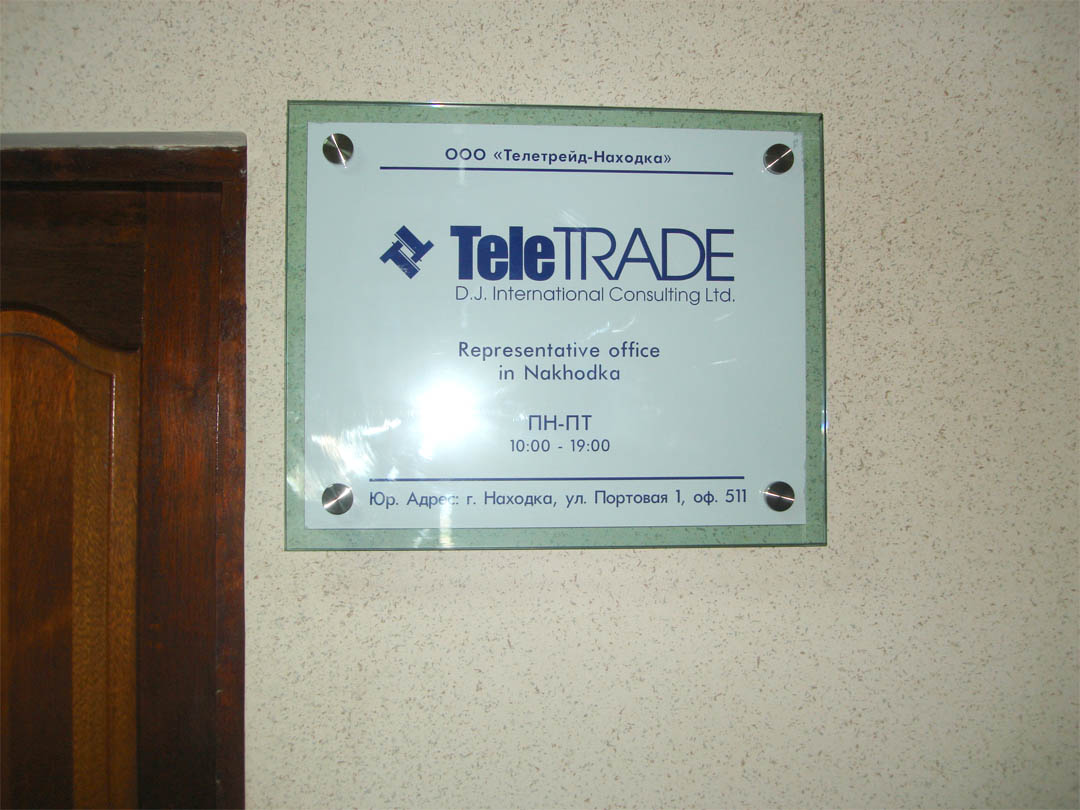 ООО «Телетрейд-Находка»
TeleTRADE
D.J. International Consulting Ltd.
Representative office
in Nakhodka
ПН-ПТ
10:00 - 19:00
Юр. Адрес: г. Находка, ул. Портовая 1, оф. 511